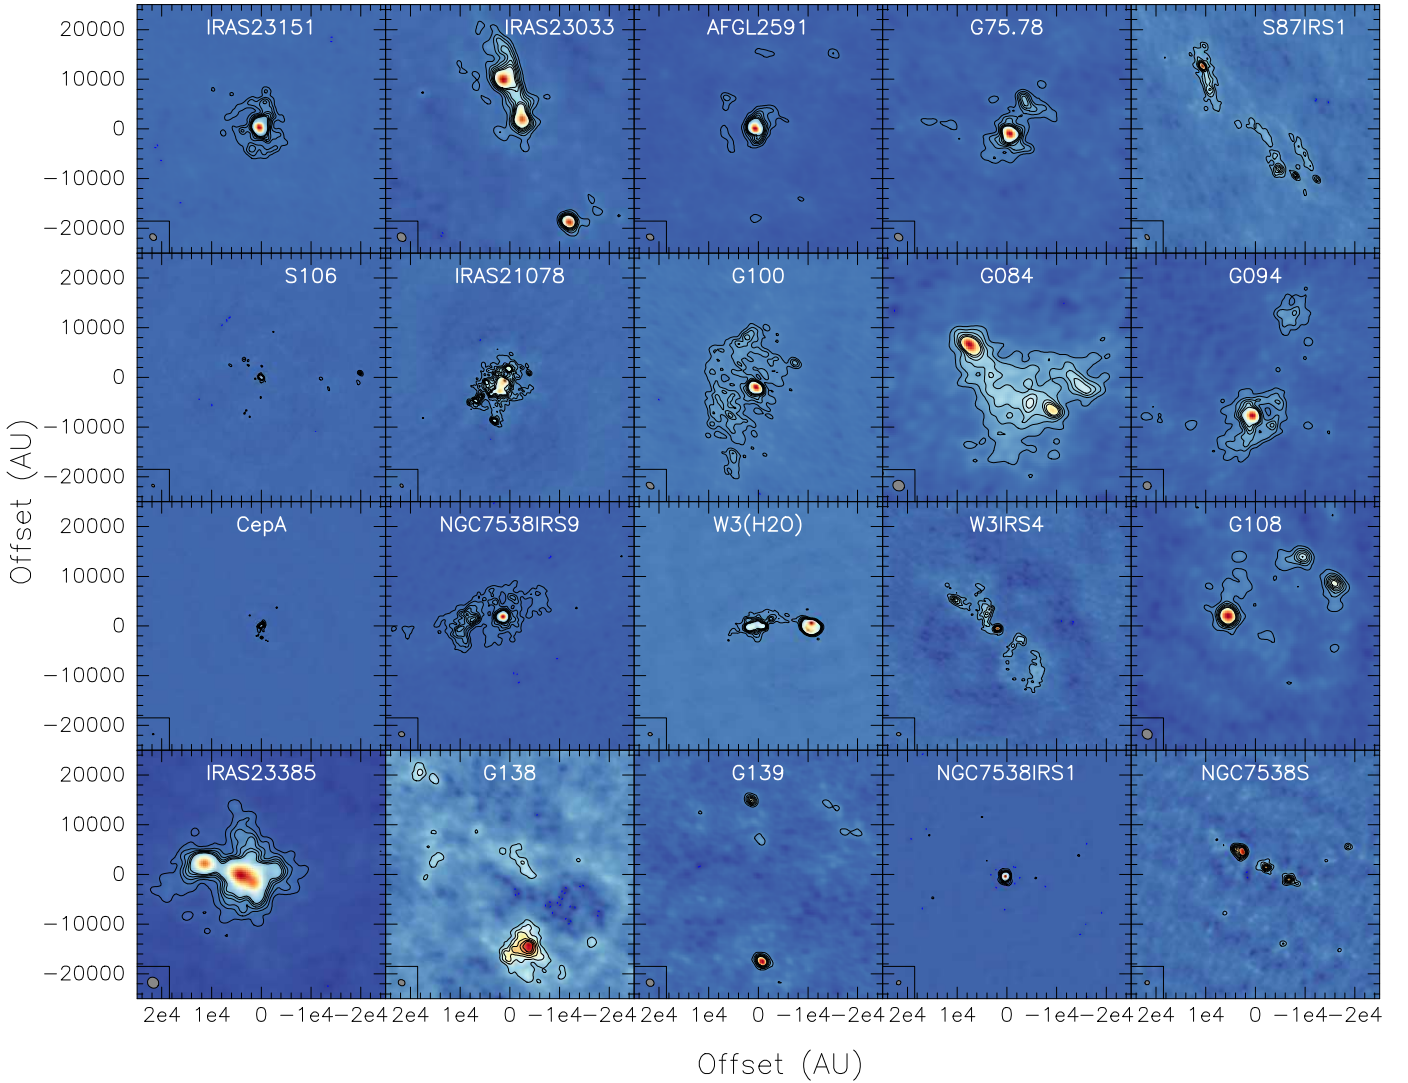 IRAS23151 IRAS23033 AFGL2591 G75.78 S87IRS1
20000
10000
0
−10000
−20000
S106 IRAS21078 G100 G084 G094
20000
10000
0
−10000
−20000
CepA NGC7538IRS9 W3(H2O) W3IRS4 G108
20000
10000
0
−10000
−20000
IRAS23385 G138 G139 NGC7538IRS1 NGC7538S
20000
10000
0
−10000
−20000
2e4 1e4 0 −1e4 −2e4 2e4 1e4 0 −1e4 −2e4 2e4 1e4 0 −1e4 −2e4 2e4 1e4 0 −1e4 −2e4 2e4 1e4 0 −1e4 −2e4
Offset (AU)
Offset (AU)